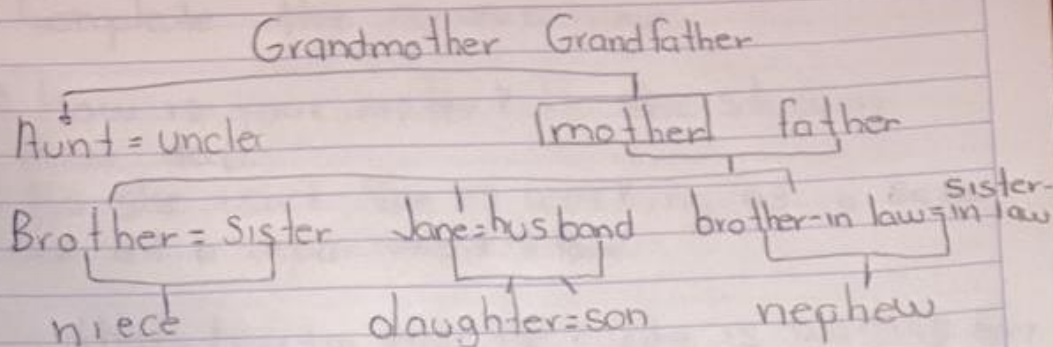 Grandmother Grandfather
Aunt = uncle mother father
Brother = Sister Jane = husband brother-in law = sister-in law
niece daughter = son nephew